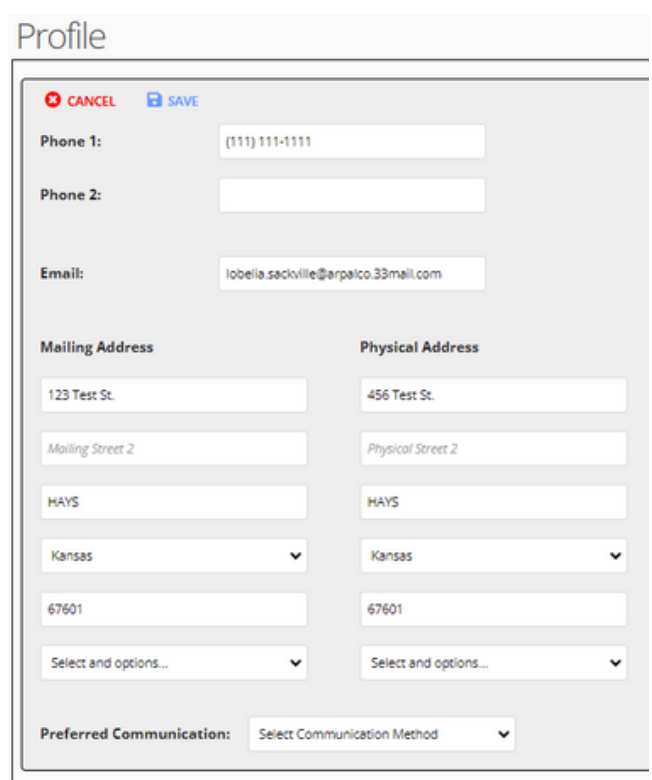 Profile
CANCEL SAVE
Phone 1: (111) 111-1111
Phone 2:
Email: lobelia.sackville@arpalco.33mail.com
Mailing Address Physical Address
123 Test St. 456 Test St.
Mailing Street 2 Physical Street 2
HAYS HAYS
Kansas Kansas
67601 67601
Select and options... Select and options...
Preferred Communication: Select Communication Method